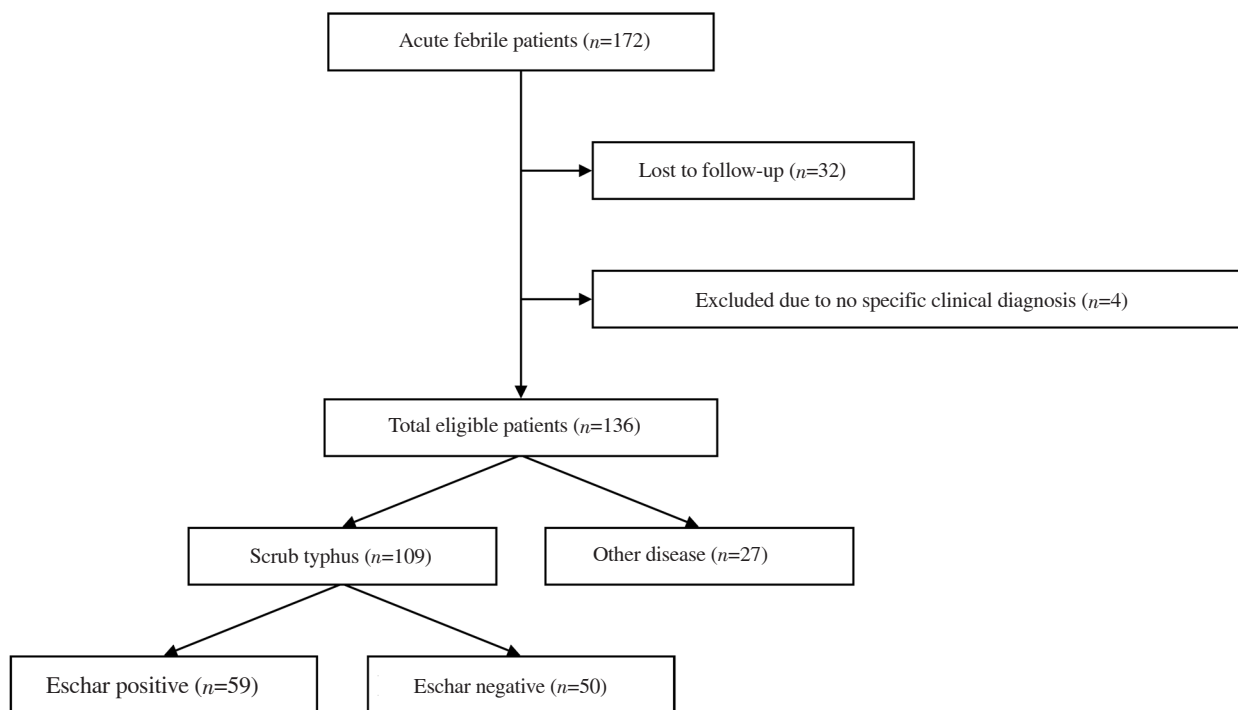 Acute febrile patients (n=172)
Lost to follow-up (n=32)
Excluded due to no specific clinical diagnosis (n=4)
Total eligible patients (n=136)
Scrub typhus (n=109)
Other disease (n=27)
Eschar positive (n=59)
Eschar negative (n=50)